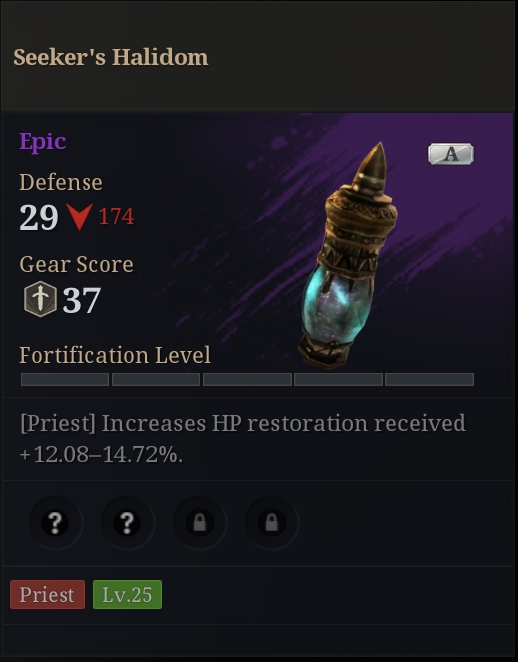 Seeker's Halidom
Epic
A
Defense
29 174
Gear Score
37
Fortification Level
[Priest] Increases HP restoration received
+12.08–14.72%.
? ?
Priest Lv.25